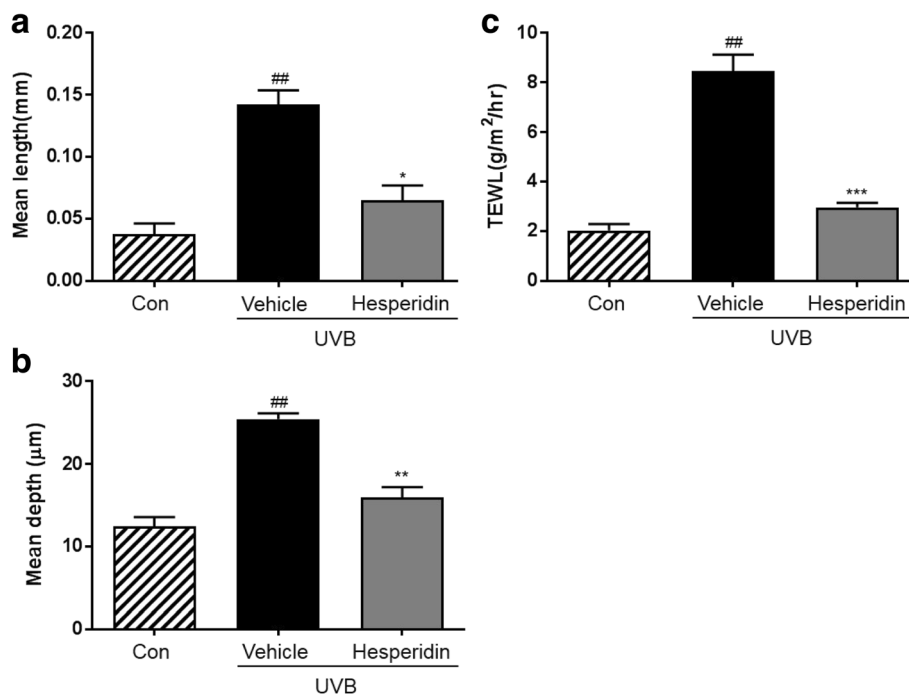 a
Mean length(mm)
0.20
0.15
0.10
0.05
0.00
##
*
Con
Vehicle
Hesperidin
UVB
c
TEWL(g/m²/hr)
10
8
6
4
2
0
##
***
Con
Vehicle
Hesperidin
UVB
b
Mean depth (μm)
30
20
10
0
##
**
Con
Vehicle
Hesperidin
UVB